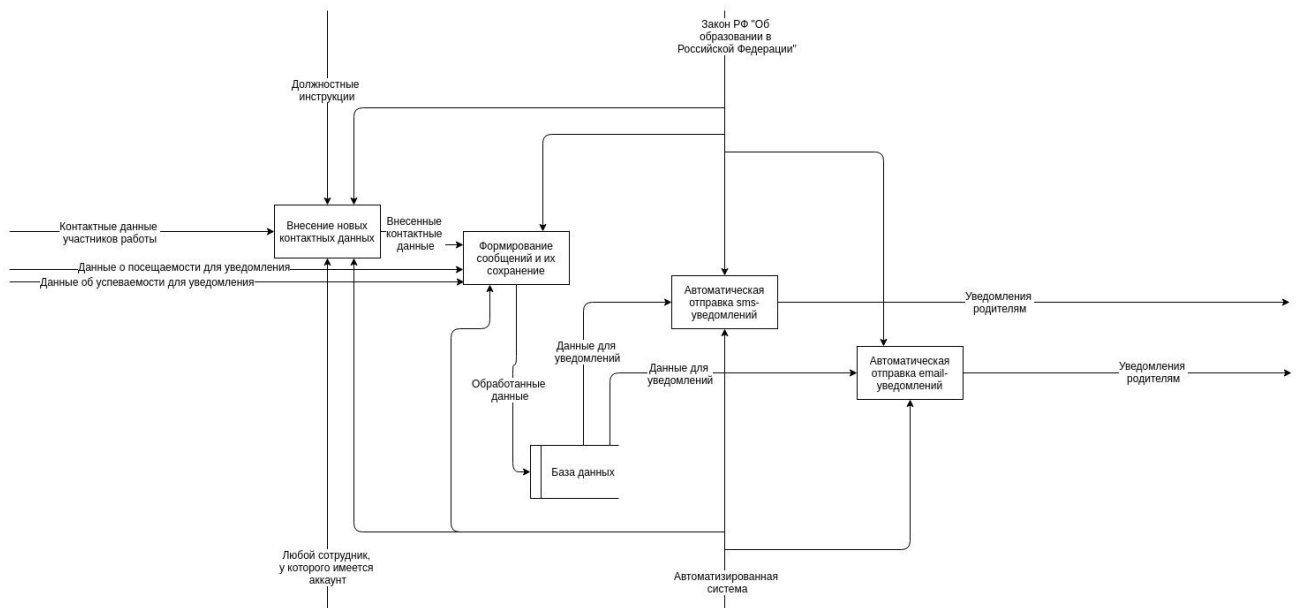 Закон РФ "Об
образовании в
Российской Федерации"
Должностные
инструкции
Контактные данные
участников работы
Внесение новых
контактных данных
Внесенные
контактные
данные
Формирование
сообщений и их
сохранение
Данные о посещаемости для уведомления
Данные об успеваемости для уведомления
Автоматическая
отправка sms-
уведомлений
Уведомления
родителям
Данные для
уведомлений
Данные для
уведомлений
Автоматическая
отправка email-
уведомлений
Уведомления
родителям
Обработанные
данные
База данных
Любой сотрудник,
у которого имеется
аккаунт
Автоматизированная
система